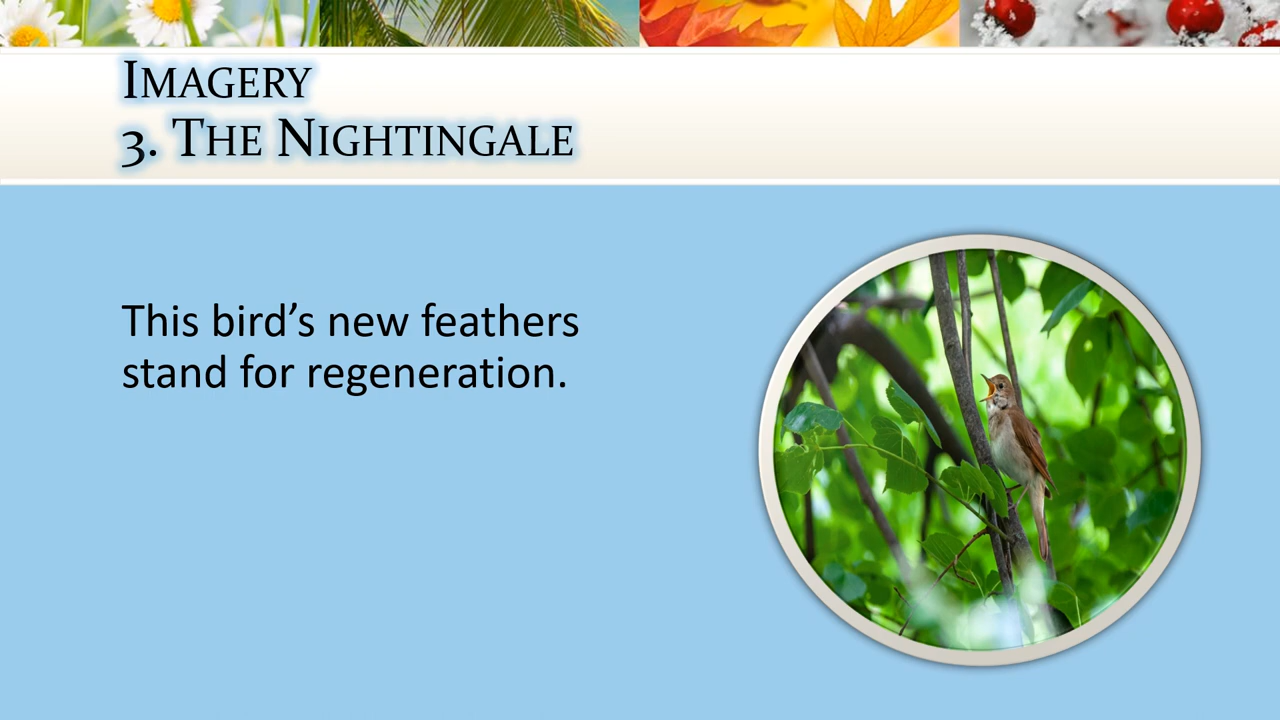 IMAGERY
3. THE NIGHTINGALE
This bird’s new feathers
stand for regeneration.